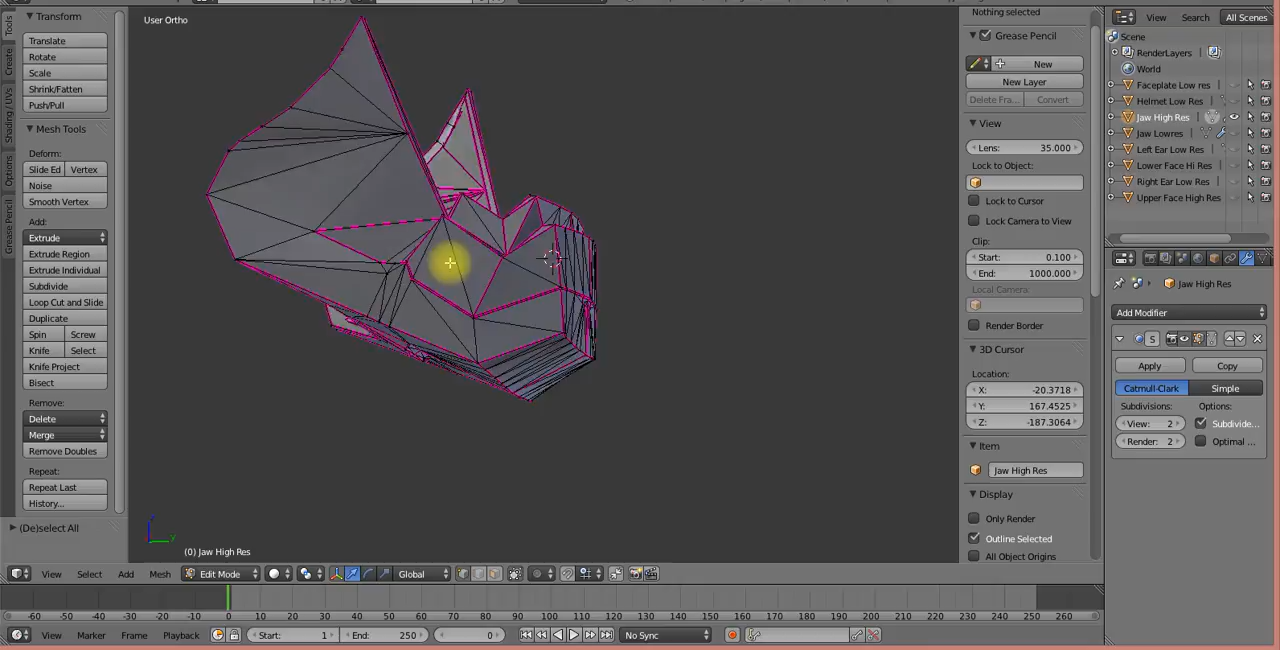 Tools
Create
Shading / UVs
Options
Grease Pencil
Transform
Translate
Rotate
Scale
Shrink/Fatten
Push/Pull
Mesh Tools
Deform:
Slide Ed Vertex
Noise
Smooth Vertex
Add:
Extrude
Extrude Region
Extrude Individual
Subdivide
Loop Cut and Slide
Duplicate
Spin Screw
Knife Select
Knife Project
Bisect
Remove:
Delete
Merge
Remove Doubles
Repeat:
Repeat Last
History...
(De)select All
User Ortho
(0) Jaw High Res
View Select Add Mesh Edit Mode Global
Nothing selected
Grease Pencil
New
New Layer
Delete Fra... Convert
View
Lens: 35.000
Lock to Object:
Lock to Cursor
Lock Camera to View
Clip:
Start: 0.100
End: 1000.000
Local Camera:
Render Border
3D Cursor
Location:
X: -20.3718
Y: 167.4525
Z: -187.3064
Item
Jaw High Res
Display
Only Render
Outline Selected
All Object Origins
View Search All Scenes
Scene
RenderLayers
World
Faceplate Low res
Helmet Low Res
Jaw High Res
Jaw Lowres
Left Ear Low Res
Lower Face Hi Res
Right Ear Low Res
Upper Face High Res
Jaw High Res
Add Modifier
S
Apply Copy
Catmull-Clark Simple
Subdivisions: Options:
View: 2 Subdivide...
Render: 2 Optimal ...
-60 -50 -40 -30 -20 -10 0 10 20 30 40 50 60 70 80 90 100 110 120 130 140 150 160 170 180 190 200 210 220 230 240 250 260
View Marker Frame Playback Start: 1 End: 250 0 No Sync